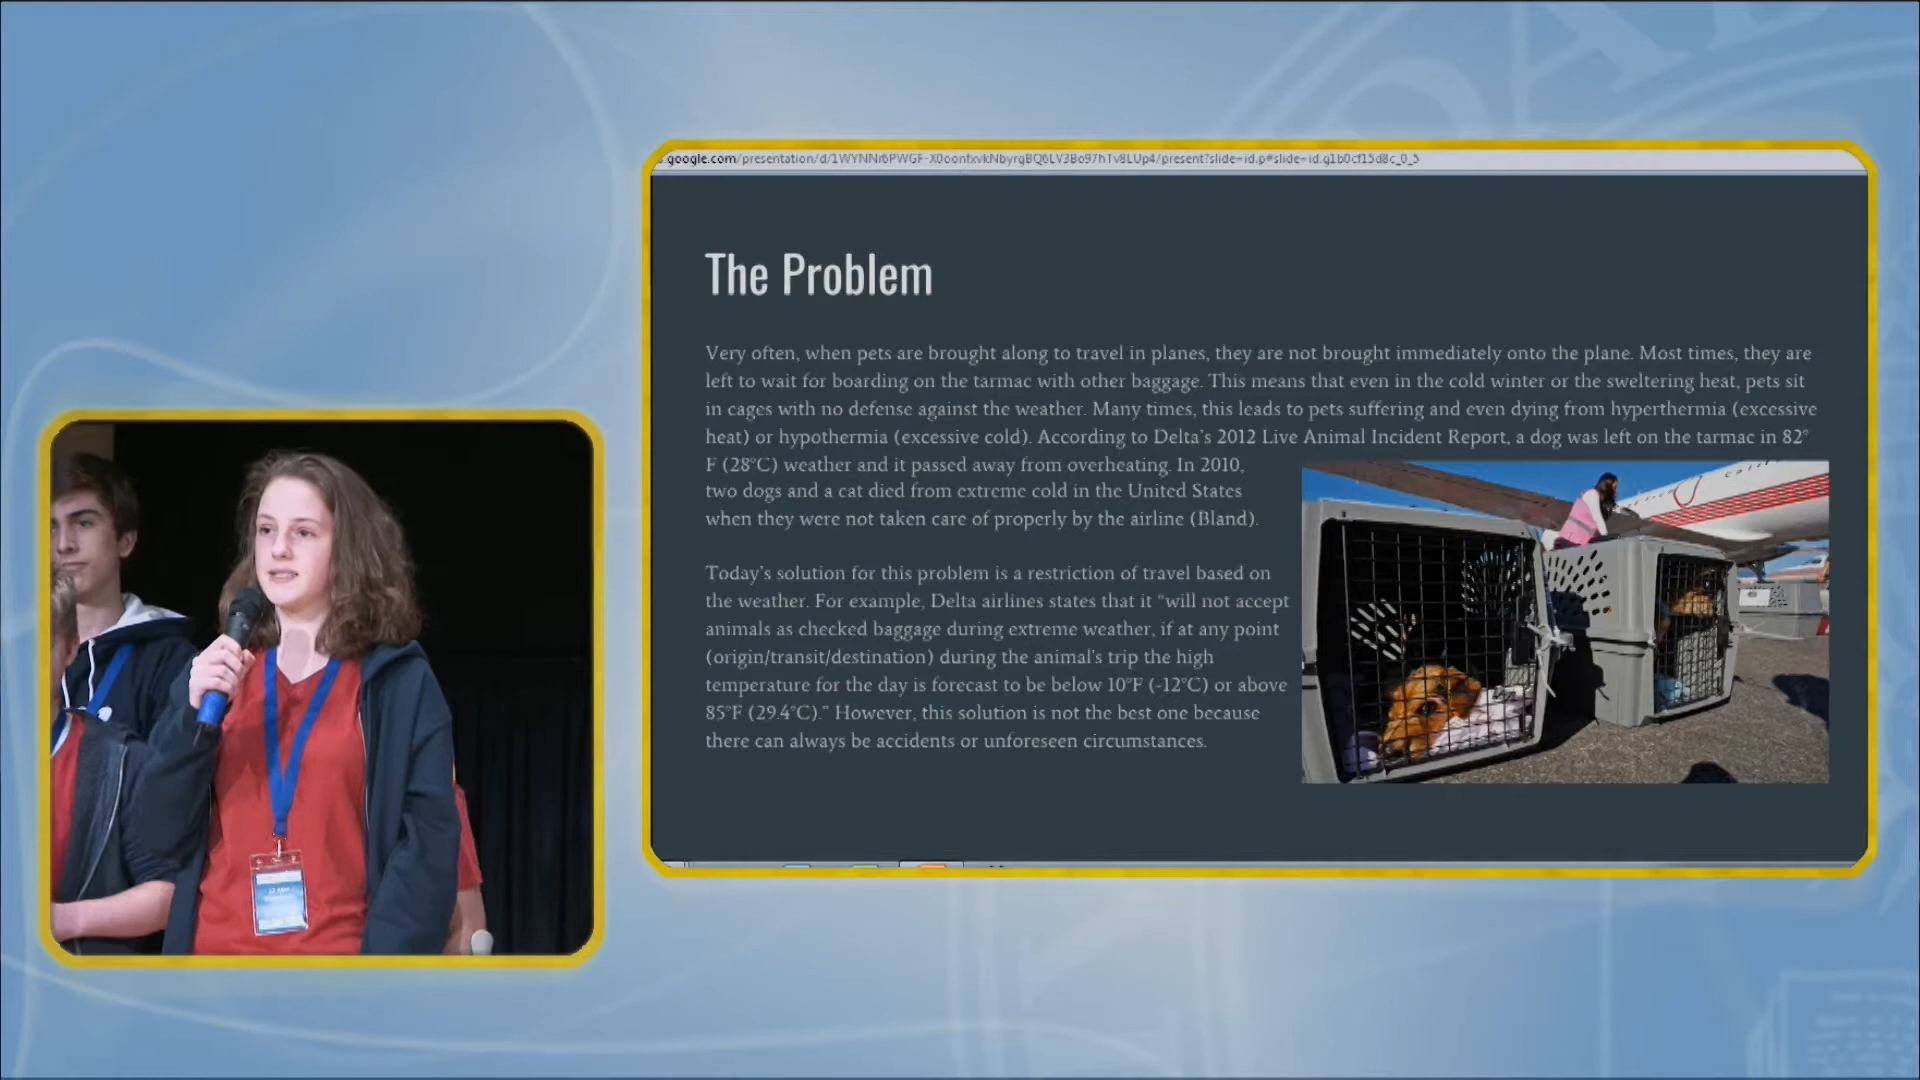 google.com/presentation/d/1WYNNr6PWGF-X0oonfxvkNbyrgBQ6LV3Bo97hTv8LUp4/present?slide=id.p#slide=id.g1b0cf15d8c_0_5
The Problem
Very often, when pets are brought along to travel in planes, they are not brought immediately onto the plane. Most times, they are
left to wait for boarding on the tarmac with other baggage. This means that even in the cold winter or the sweltering heat, pets sit
in cages with no defense against the weather. Many times, this leads to pets suffering and even dying from hyperthermia (excessive
heat) or hypothermia (excessive cold). According to Delta's 2012 Live Animal Incident Report, a dog was left on the tarmac in 82°
F (28°C) weather and it passed away from overheating. In 2010,
two dogs and a cat died from extreme cold in the United States
when they were not taken care of properly by the airline (Bland).
Today's solution for this problem is a restriction of travel based on
the weather. For example, Delta airlines states that it “will not accept
animals as checked baggage during extreme weather, if at any point
(origin/transit/destination) during the animal's trip the high
temperature for the day is forecast to be below 10°F (-12°C) or above
85°F (29.4°C).” However, this solution is not the best one because
there can always be accidents or unforeseen circumstances.